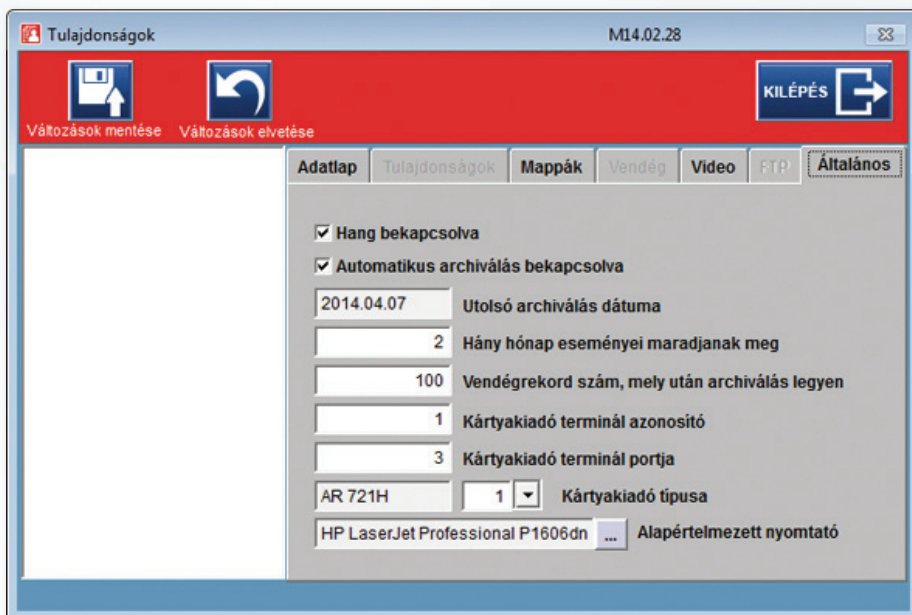 Tulajdonságok M14.02.28
KILÉPÉS
Változások mentése Változások elvetése
Adatlap Tulajdonságok Mappák Vendég Video FTP Általános
Hang bekapcsolva
Automatikus archiválás bekapcsolva
2014.04.07 Utolsó archiválás dátuma
2 Hány hónap eseményei maradjanak meg
100 Vendégrekord szám, mely után archiválás legyen
1 Kártyakiadó terminál azonosító
3 Kártyakiadó terminál portja
AR 721H 1 Kártyakiadó típusa
HP LaserJet Professional P1606dn ... Alapértelmezett nyomtató